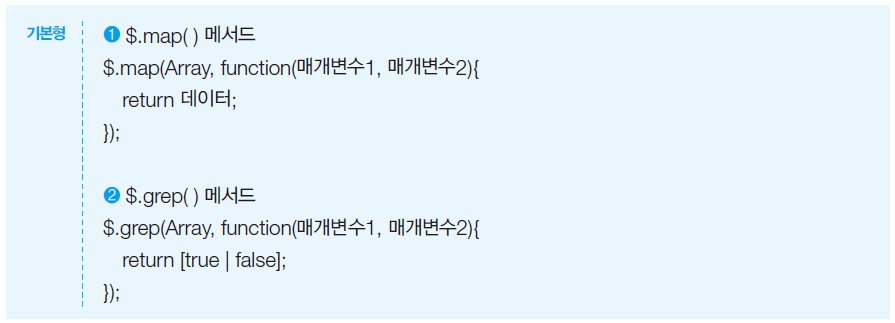 기본형
❶ $.map( ) 메서드
$.map(Array, function(매개변수1, 매개변수2){
return 데이터;
});
❷ $.grep( ) 메서드
$.grep(Array, function(매개변수1, 매개변수2){
return [true | false];
});